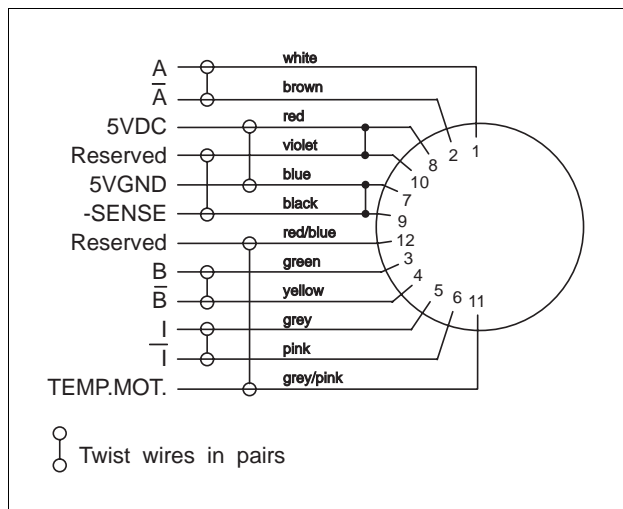 A white
A̅ brown
5VDC red
Reserved violet
5VGND blue
-SENSE black
Reserved red/blue
B green
B̅ yellow
I grey
I̅ pink
TEMP.MOT. grey/pink
1
2
8
10
7
9
12
3
4
5
6
11
Twist wires in pairs